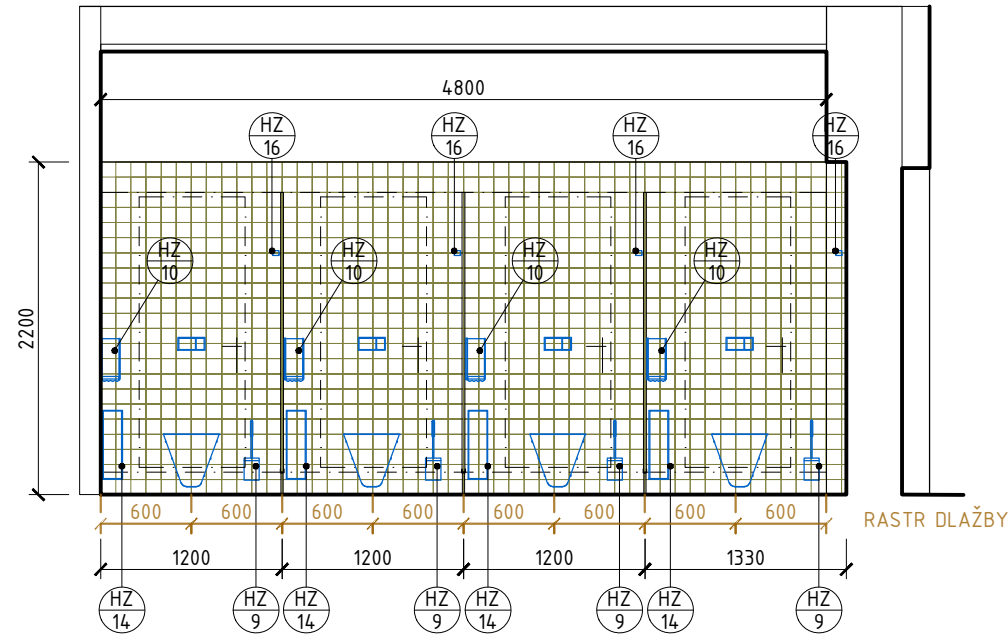 4800
HZ HZ HZ HZ
16 16 16 16
HZ HZ HZ HZ
10 10 10 10
2200
600 600 600 600 600 600 600 600
RASTR DLAŽBY
1200 1200 1200 1330
HZ HZ HZ HZ HZ HZ HZ HZ
14 9 14 9 14 9 14 9